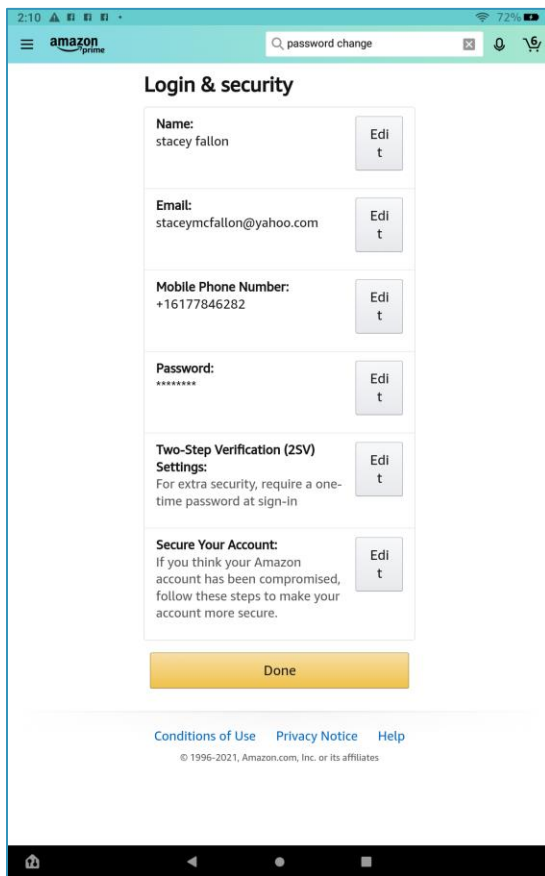 2:10 72%
amazon prime password change 6
Login & security
Name:
stacey fallon
Edi
t
Email:
staceymcfallon@yahoo.com
Edi
t
Mobile Phone Number:
+16177846282
Edi
t
Password:
********
Edi
t
Two-Step Verification (2SV)
Settings:
For extra security, require a one-
time password at sign-in
Edi
t
Secure Your Account:
If you think your Amazon
account has been compromised,
follow these steps to make your
account more secure.
Edi
t
Done
Conditions of Use Privacy Notice Help
© 1996-2021, Amazon.com, Inc. or its affiliates